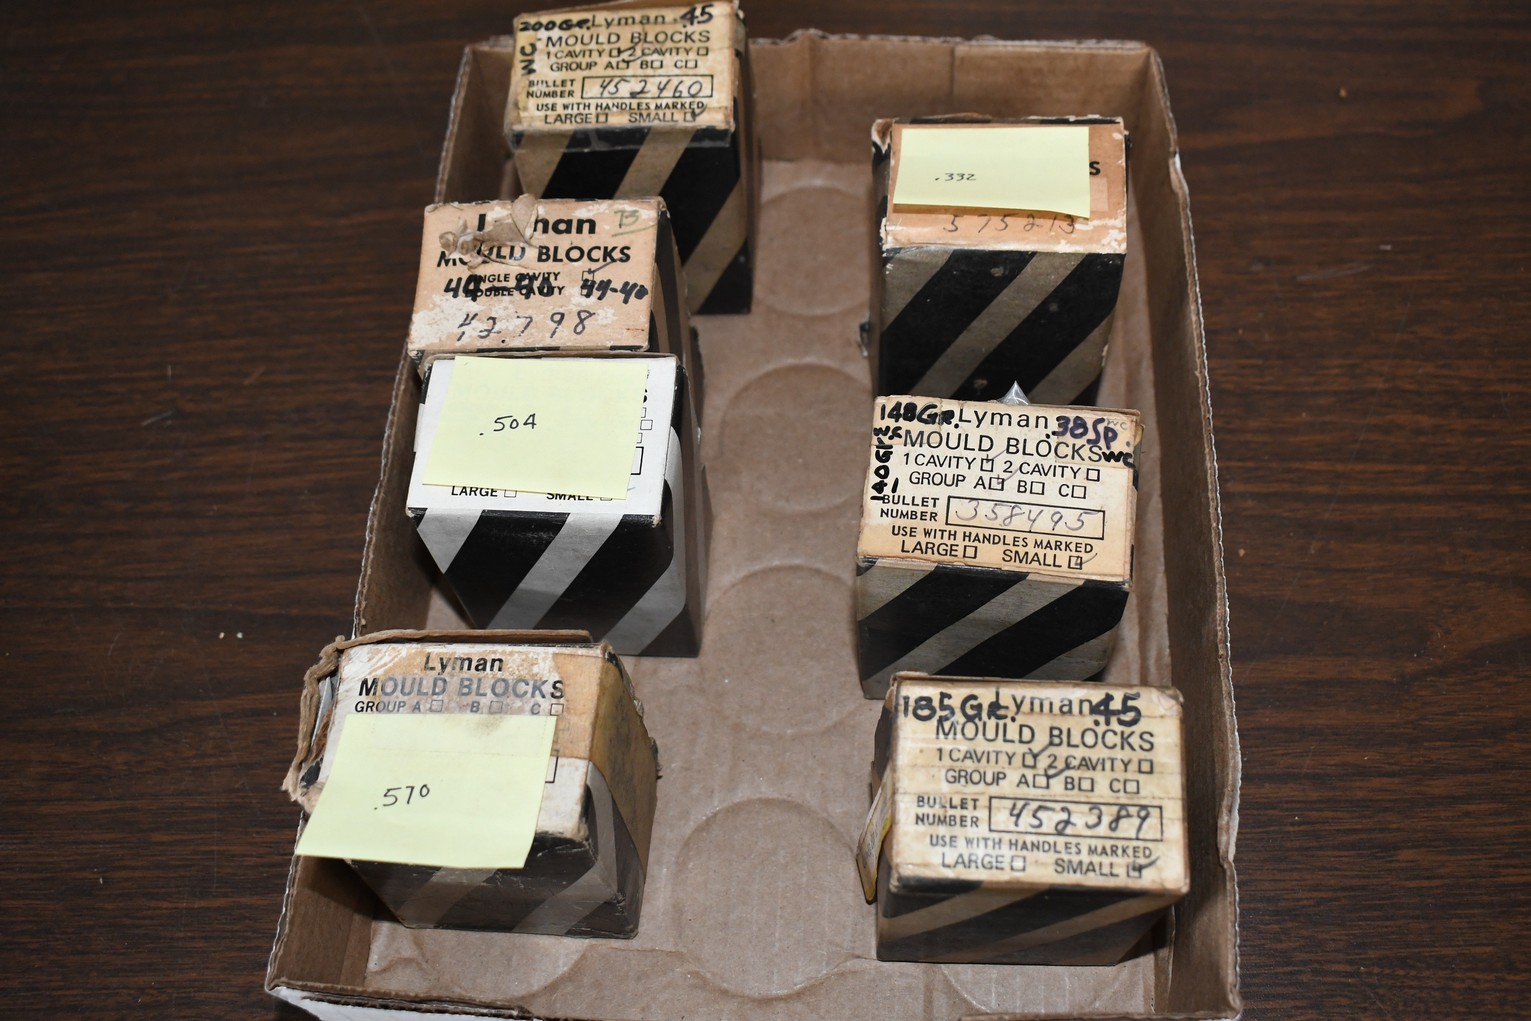 200Gr. Lyman .45
WC
MOULD BLOCKS
1 CAVITY 2 CAVITY
GROUP A B C
BULLET NUMBER 452460
USE WITH HANDLES MARKED
LARGE SMALL
.332
S
575213
man
MOULD BLOCKS
CAVITY
44-40 44-40
CAVITY
42798
.504
LARGE SMALL
148Gr. Lyman .38Sp.
WC
MOULD BLOCKS WC
1 CAVITY 2 CAVITY
GROUP A B C
BULLET NUMBER 358495
USE WITH HANDLES MARKED
LARGE SMALL
Lyman
MOULD BLOCKS
GROUP A B C
.570
185Gr. Lyman .45
MOULD BLOCKS
1 CAVITY 2 CAVITY
GROUP A B C
BULLET NUMBER 452389
USE WITH HANDLES MARKED
LARGE SMALL